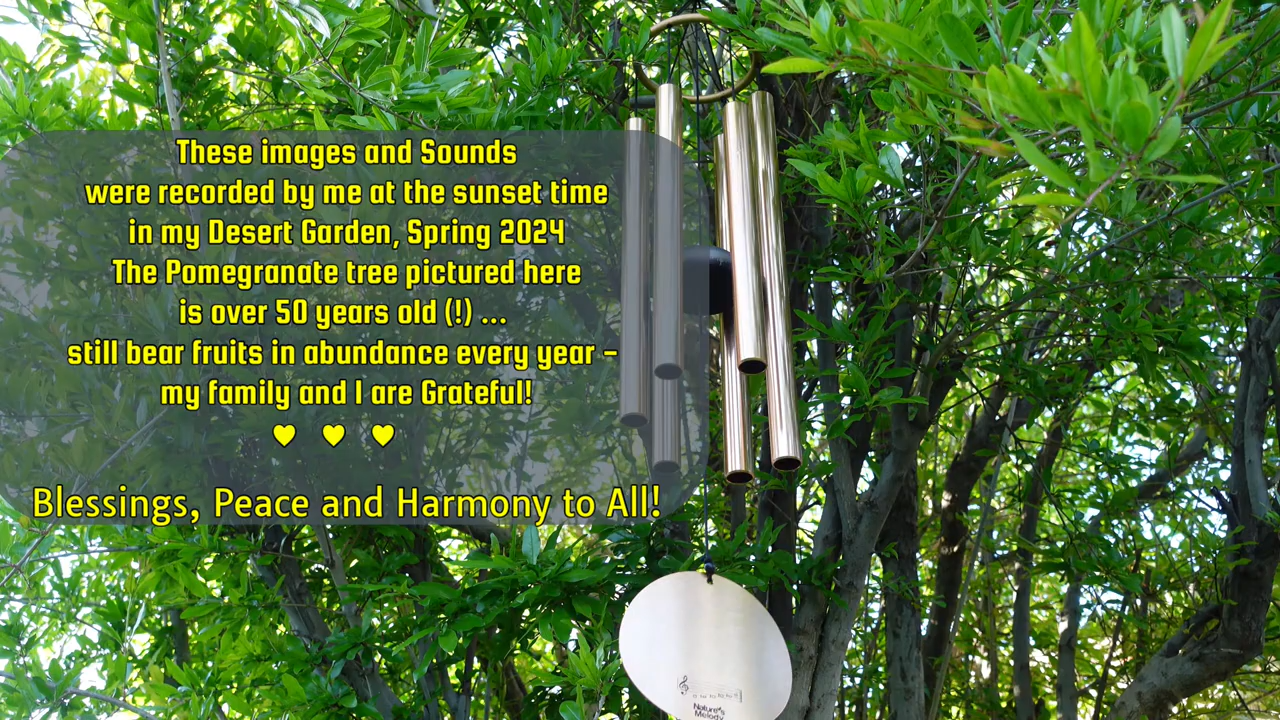 These images and Sounds
were recorded by me at the sunset time
in my Desert Garden, Spring 2024
The Pomegranate tree pictured here
is over 50 years old (!) ...
still bear fruits in abundance every year -
my family and I are Grateful!
♥ ♥ ♥
Blessings, Peace and Harmony to All!
Nature's
Melody